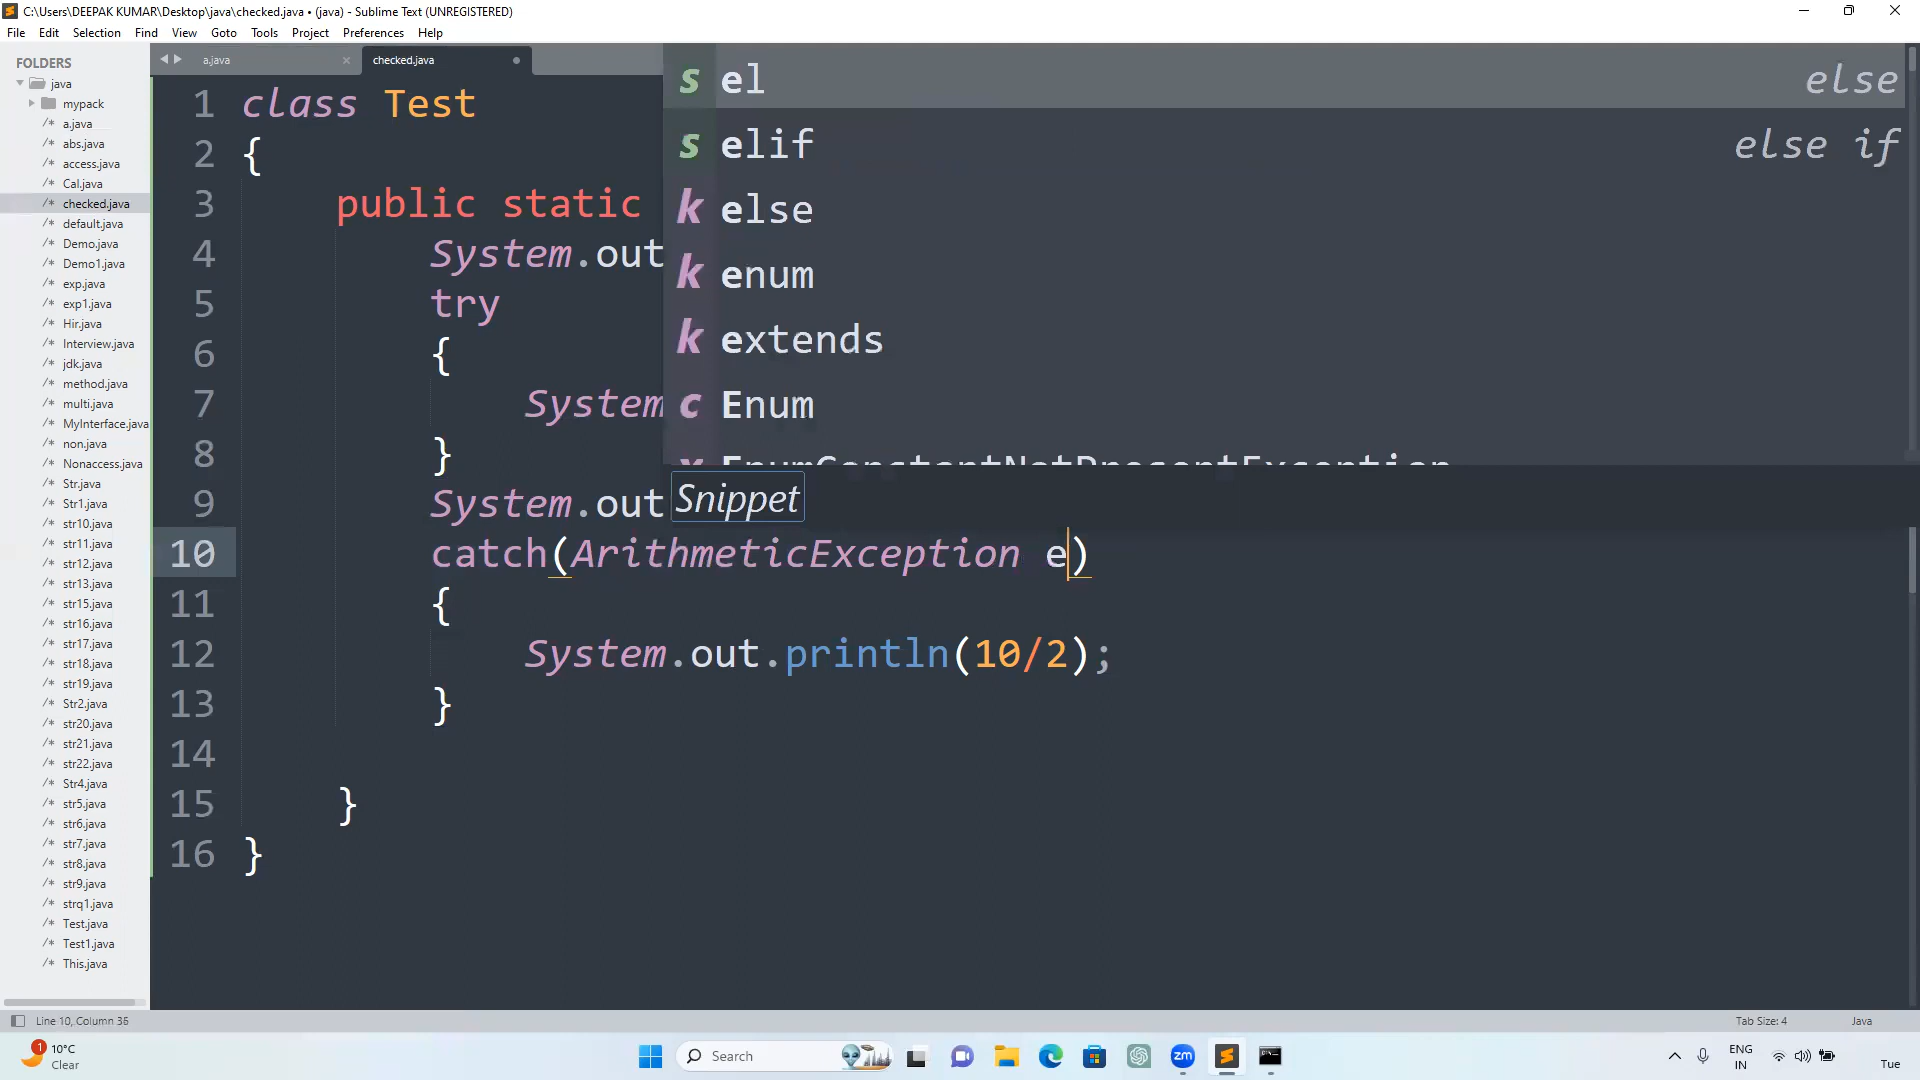 C:\Users\DEEPAK KUMAR\Desktop\java\checked.java • (java) - Sublime Text (UNREGISTERED)
File Edit Selection Find View Goto Tools Project Preferences Help
FOLDERS
java
mypack
/* a.java
/* abs.java
/* access.java
/* Cal.java
/* checked.java
/* default.java
/* Demo.java
/* Demo1.java
/* exp.java
/* exp1.java
/* Hir.java
/* Interview.java
/* jdk.java
/* method.java
/* multi.java
/* MyInterface.java
/* non.java
/* Nonaccess.java
/* Str.java
/* Str1.java
/* str10.java
/* str11.java
/* str12.java
/* str13.java
/* str15.java
/* str16.java
/* str17.java
/* str18.java
/* str19.java
/* Str2.java
/* str20.java
/* str21.java
/* str22.java
/* Str4.java
/* str5.java
/* str6.java
/* str7.java
/* str8.java
/* str9.java
/* strq1.java
/* Test.java
/* Test1.java
/* This.java
a.java × checked.java
1 class Test
2 {
3 public static
4 System.out
5 try
6 {
7 System
8 }
9 System.out
10 catch(ArithmeticException e)
11 {
12 System.out.println(10/2);
13 }
14
15 }
16 }
s el else
s elif else if
k else
k enum
k extends
c Enum
EnumConstantNotPresentException
Snippet
Line 10, Column 36
Tab Size: 4
Java
1
10°C
Clear
Search
zm
ENG
IN
Tue